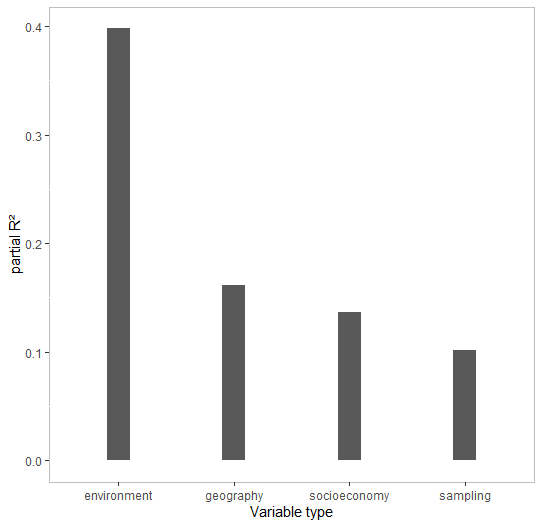 partial R²
0.4
0.3
0.2
0.1
0.0
environment geography socioeconomy sampling
Variable type